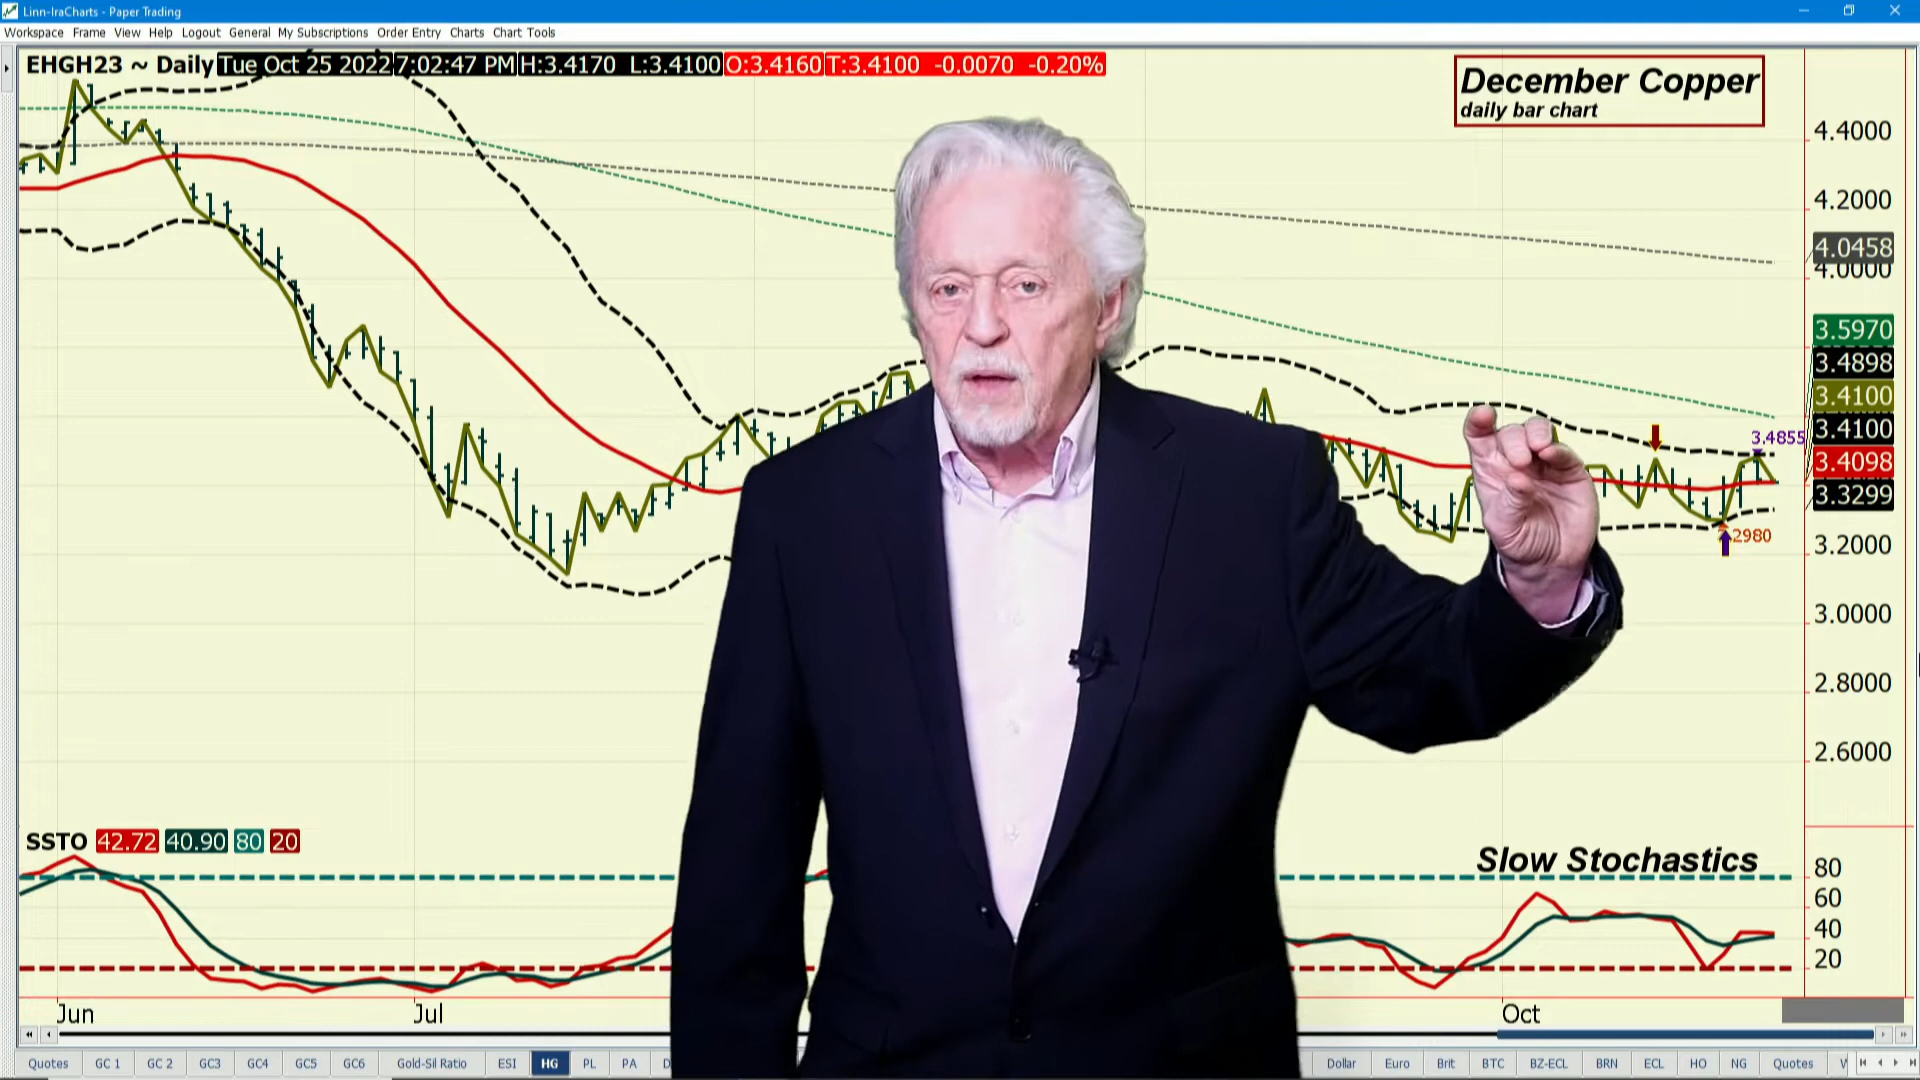 Linn-IraCharts - Paper Trading
Workspace Frame View Help Logout General My Subscriptions Order Entry Charts Chart Tools
EHGH23 ~ Daily Tue Oct 25 2022 7:02:47 PM H:3.4170 L:3.4100 O:3.4160 T:3.4100 -0.0070 -0.20%
December Copper
daily bar chart
4.4000
4.2000
4.0458
4.0000
3.5970
3.4898
3.4100
3.4100
3.4098
3.3299
3.4855
2980
3.2000
3.0000
2.8000
2.6000
SSTO 42.72 40.90 80 20
Slow Stochastics
80
60
40
20
Jun Jul Oct
Quotes GC 1 GC 2 GC3 GC4 GC5 GC6 Gold-Sil Ratio ESI HG PL PA Dollar Euro Brit BTC BZ-ECL BRN ECL HO NG Quotes